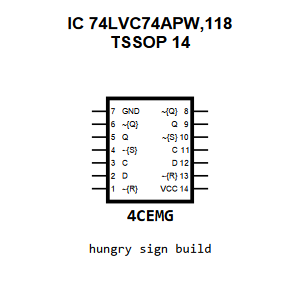 IC 74LVC74APW,118
TSSOP 14
7 GND ~{Q} 8
6 ~{Q} Q 9
5 Q ~{S} 10
4 ~{S} C 11
3 C D 12
2 D ~{R} 13
1 ~{R} VCC 14
4CEMG
hungry sign build